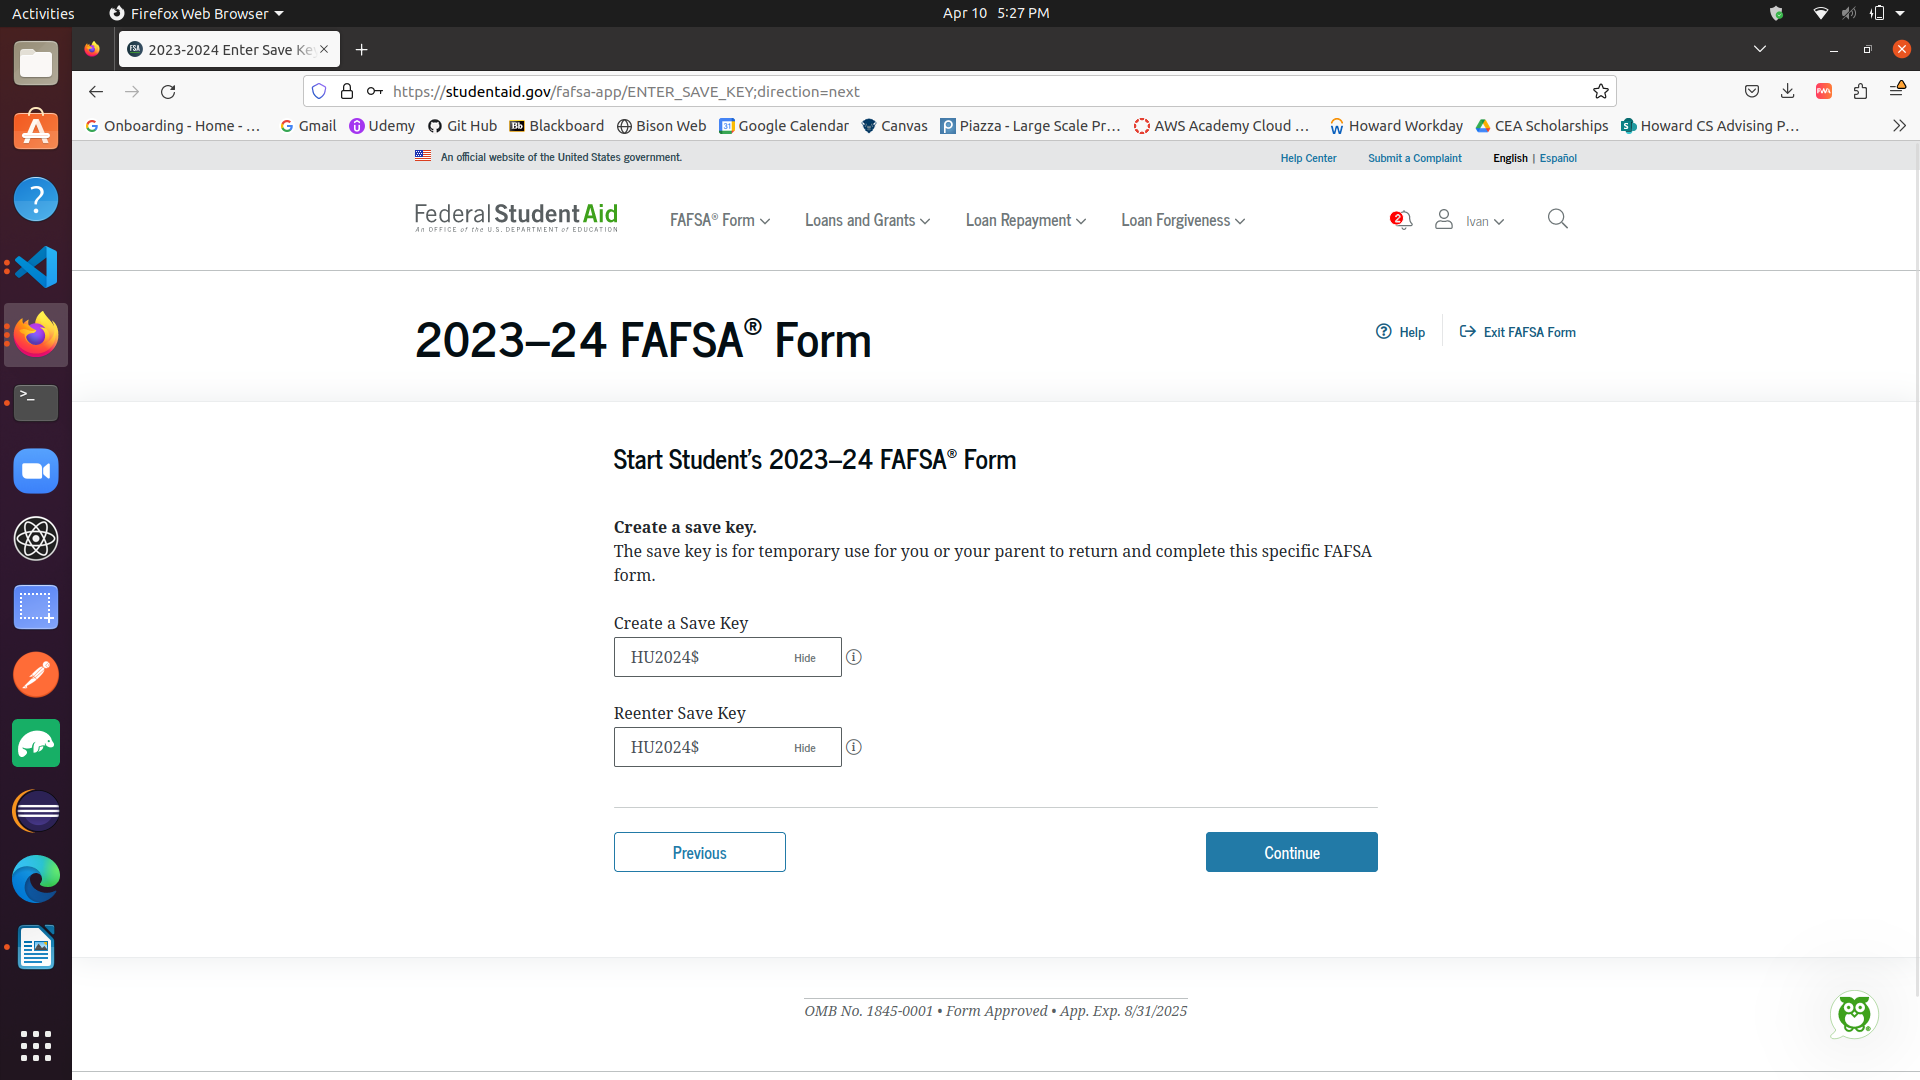 Activities
Firefox Web Browser
Apr 10 5:27 PM
2023-2024 Enter Save Key
https://studentaid.gov/fafsa-app/ENTER_SAVE_KEY;direction=next
Onboarding - Home - … Gmail Udemy Git Hub Blackboard Bison Web Google Calendar Canvas Piazza - Large Scale Pr… AWS Academy Cloud … Howard Workday CEA Scholarships Howard CS Advising P…
An official website of the United States government.
Help Center Submit a Complaint English | Español
Federal Student Aid
An OFFICE of the U.S. DEPARTMENT of EDUCATION
FAFSA® Form Loans and Grants Loan Repayment Loan Forgiveness
2 Ivan
2023–24 FAFSA® Form
Help Exit FAFSA Form
Start Student's 2023–24 FAFSA® Form
Create a save key.
The save key is for temporary use for you or your parent to return and complete this specific FAFSA
form.
Create a Save Key
HU2024$ Hide
Reenter Save Key
HU2024$ Hide
Previous Continue
OMB No. 1845-0001 • Form Approved • App. Exp. 8/31/2025